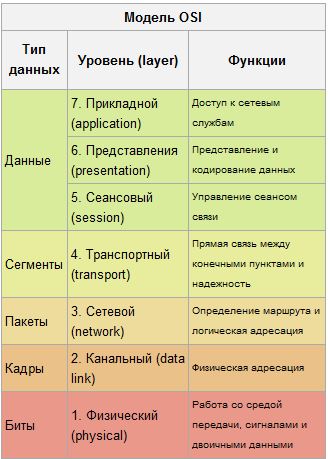 Модель OSI
Тип
данных
Уровень (layer)
Функции
Данные
7. Прикладной
(application)
Доступ к сетевым
службам
6. Представления
(presentation)
Представление и
кодирование данных
5. Сеансовый
(session)
Управление сеансом
связи
Сегменты
4. Транспортный
(transport)
Прямая связь между
конечными пунктами и
надежность
Пакеты
3. Сетевой
(network)
Определение маршрута и
логическая адресация
Кадры
2. Канальный (data
link)
Физическая адресация
Биты
1. Физический
(physical)
Работа со средой
передачи, сигналами и
двоичными данными